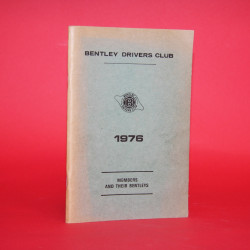 BENTLEY DRIVERS CLUB
1976
MEMBERS
AND THEIR BENTLEYS